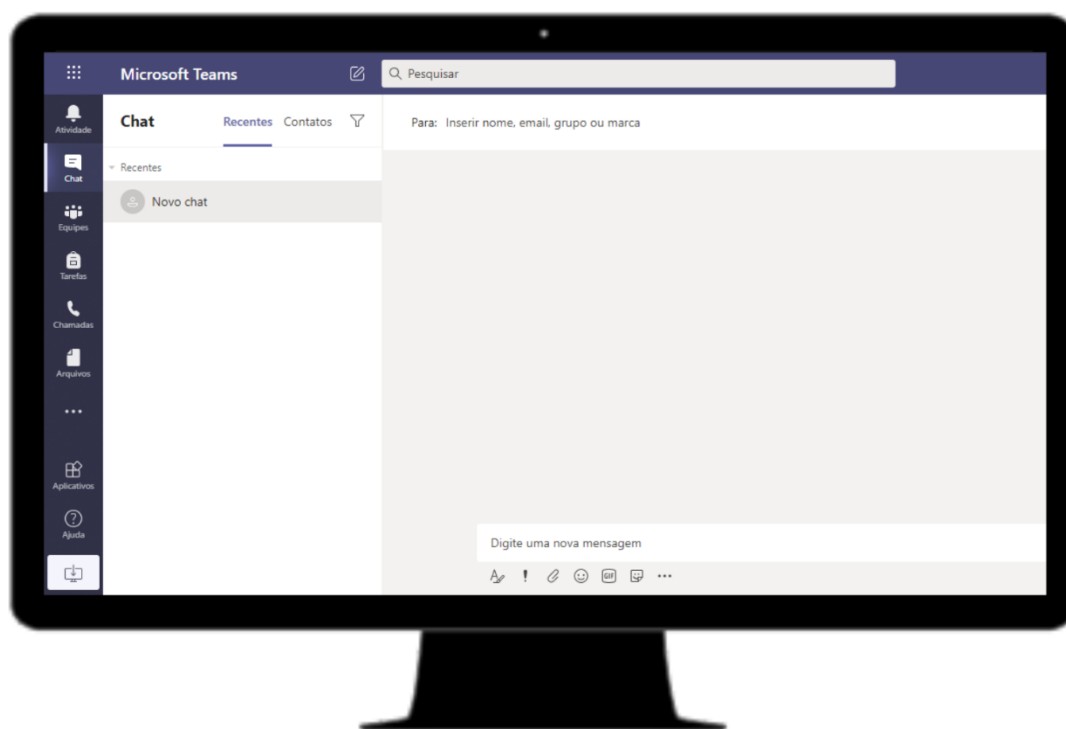 Microsoft Teams
Pesquisar
Atividade
Chat
Equipes
Tarefas
Chamadas
Arquivos
Aplicativos
Ajuda
Chat
Recentes
Contatos
Recentes
Novo chat
Para: Inserir nome, email, grupo ou marca
Digite uma nova mensagem
GIF